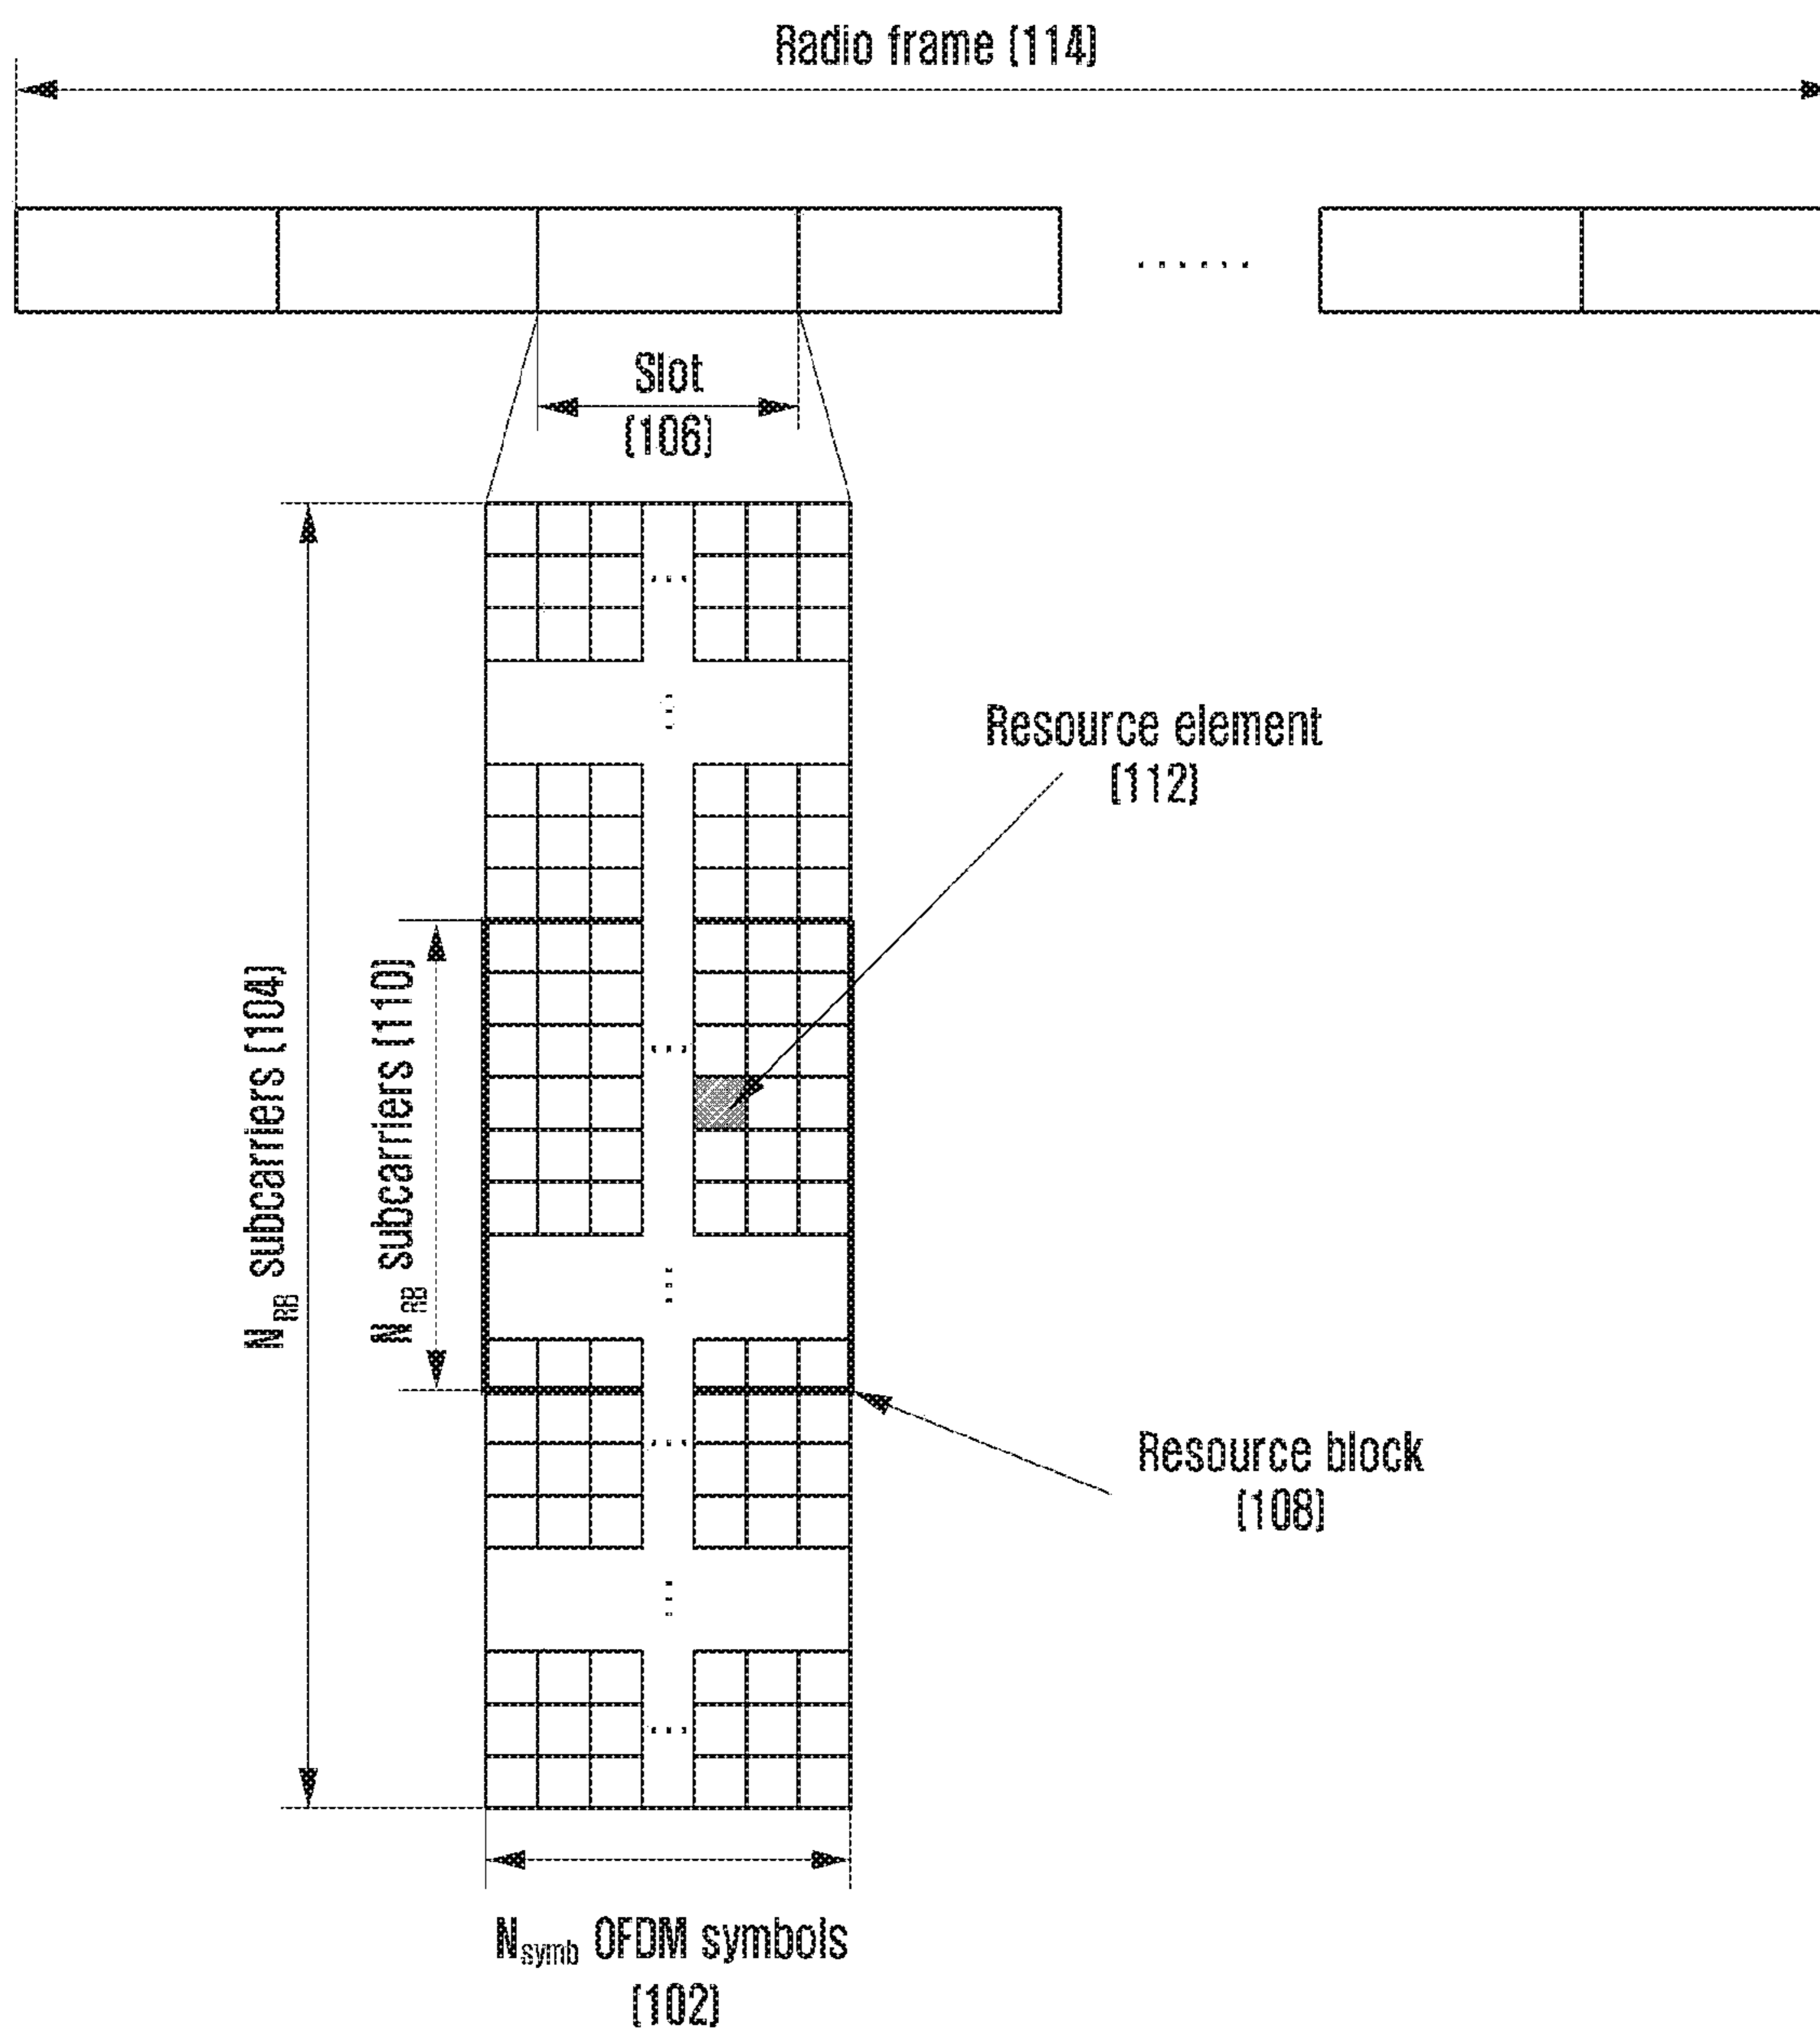 Radio frame (114)
Slot
(106)
Resource element
(112)
N_RB subcarriers (104)
N_RB subcarriers (110)
Resource block
(108)
N_symb OFDM symbols
(102)